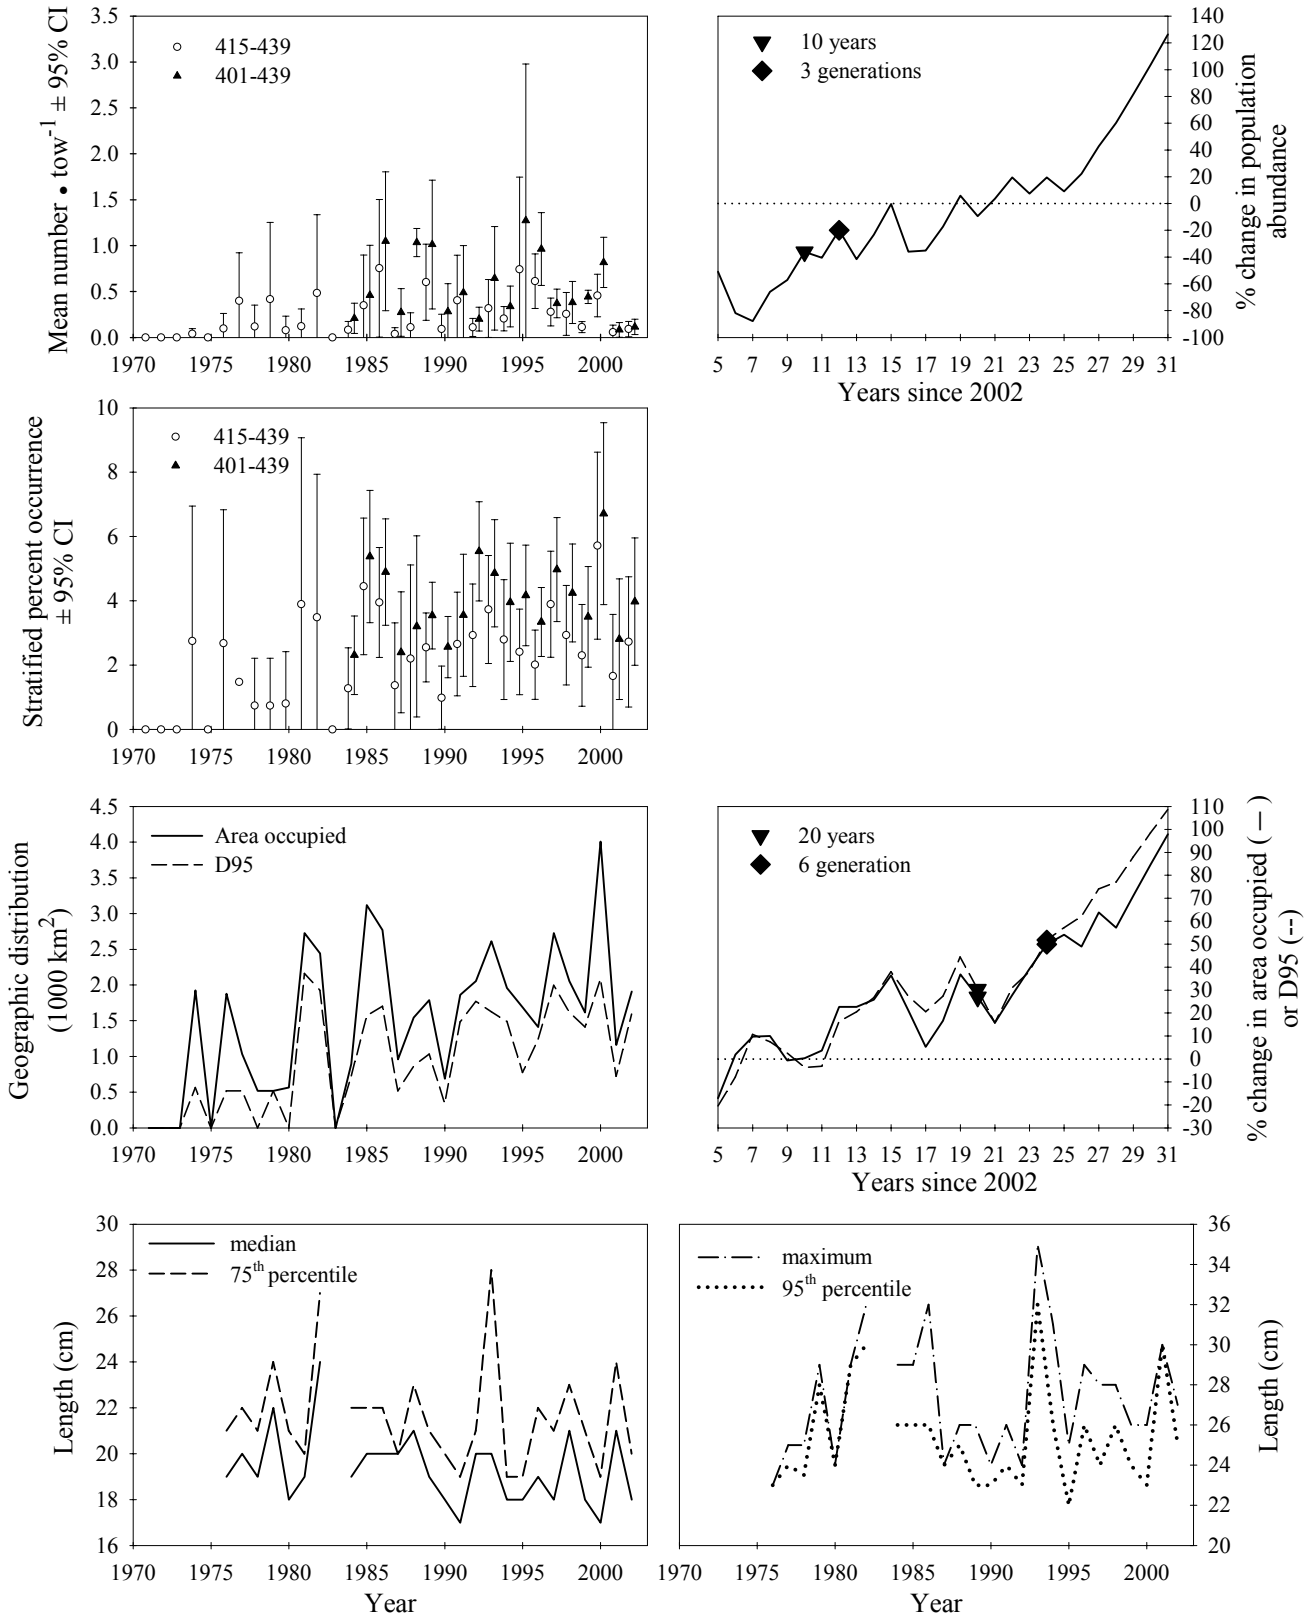 Mean number • tow-1 ± 95% CI
3.5
3.0
2.5
2.0
1.5
1.0
0.5
0.0
415-439
401-439
1970 1975 1980 1985 1990 1995 2000
10 years
3 generations
140
120
100
80
60
40
20
0
-20
-40
-60
-80
-100
% change in population
abundance
5 7 9 11 13 15 17 19 21 23 25 27 29 31
Years since 2002
Stratified percent occurrence
± 95% CI
10
8
6
4
2
0
415-439
401-439
1970 1975 1980 1985 1990 1995 2000
Geographic distribution
(1000 km2)
4.5
4.0
3.5
3.0
2.5
2.0
1.5
1.0
0.5
0.0
Area occupied
D95
1970 1975 1980 1985 1990 1995 2000
20 years
6 generation
110
100
90
80
70
60
50
40
30
20
10
0
-10
-20
-30
% change in area occupied ( — )
or D95 (--)
5 7 9 11 13 15 17 19 21 23 25 27 29 31
Years since 2002
Length (cm)
30
28
26
24
22
20
18
16
median
75th percentile
1970 1975 1980 1985 1990 1995 2000
Year
maximum
95th percentile
36
34
32
30
28
26
24
22
20
Length (cm)
1970 1975 1980 1985 1990 1995 2000
Year